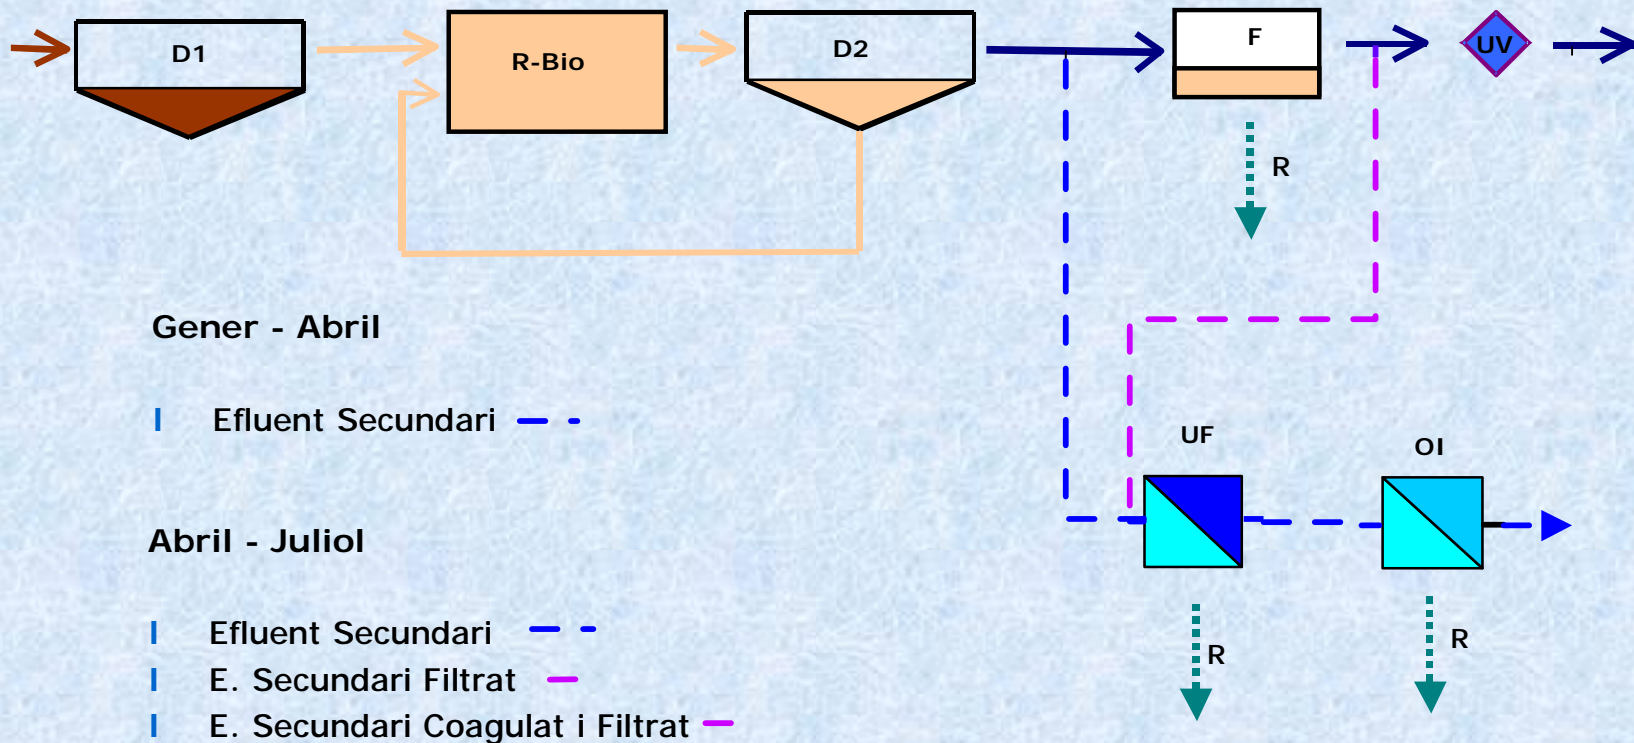 D1
R-Bio
D2
F
UV
R
Gener - Abril
l Efluent Secundari
UF
OI
Abril - Juliol
l Efluent Secundari
R
R
l E. Secundari Filtrat
l E. Secundari Coagulat i Filtrat